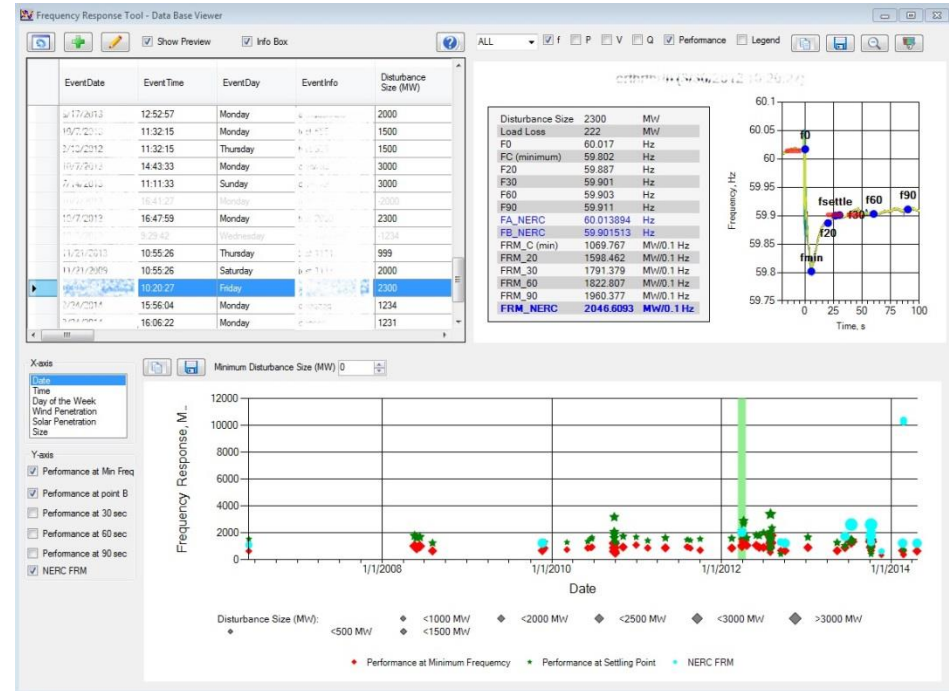 Frequency Response Tool - Data Base Viewer
Show Preview Info Box ALL f P V Q Performance Legend
EventDate EventTime EventDay EventInfo Disturbance Size (MW)
12:52:57 Monday 2000
11:32:15 Monday 1500
11:32:15 Thursday 1500
14:43:33 Monday 3000
11:11:33 Sunday 3000
16:41:27 Monday -2000
16:47:59 Monday 2300
9:29:42 Wednesday -1234
10:55:26 Thursday 999
11/21/2009 10:55:26 Saturday 2000
10:20:27 Friday 2300
15:56:04 Monday 1234
16:06:22 Monday 1231
Disturbance Size 2300 MW
Load Loss 222 MW
F0 60.017 Hz
FC (minimum) 59.802 Hz
F20 59.887 Hz
F30 59.901 Hz
F60 59.903 Hz
F90 59.911 Hz
FA_NERC 60.013894 Hz
FB_NERC 59.901513 Hz
FRM_C (min) 1069.767 MW/0.1 Hz
FRM_20 1598.462 MW/0.1 Hz
FRM_30 1791.379 MW/0.1 Hz
FRM_60 1822.807 MW/0.1 Hz
FRM_90 1960.377 MW/0.1 Hz
FRM_NERC 2046.6093 MW/0.1 Hz
Frequency, Hz
60.1
60.05
60
59.95
59.9
59.85
59.8
59.75
f0
fsettle
f30
f60
f90
f20
fmin
0 25 50 75 100
Time, s
X-axis
Date
Time
Day of the Week
Wind Penetration
Solar Penetration
Size
Y-axis
Performance at Min Freq
Performance at point B
Performance at 30 sec
Performance at 60 sec
Performance at 90 sec
NERC FRM
Minimum Disturbance Size (MW) 0
Frequency Response, M...
12000
10000
8000
6000
4000
2000
0
1/1/2008 1/1/2010 1/1/2012 1/1/2014
Date
Disturbance Size (MW): <1000 MW <2000 MW <2500 MW <3000 MW >3000 MW
<500 MW <1500 MW
Performance at Minimum Frequency Performance at Settling Point NERC FRM